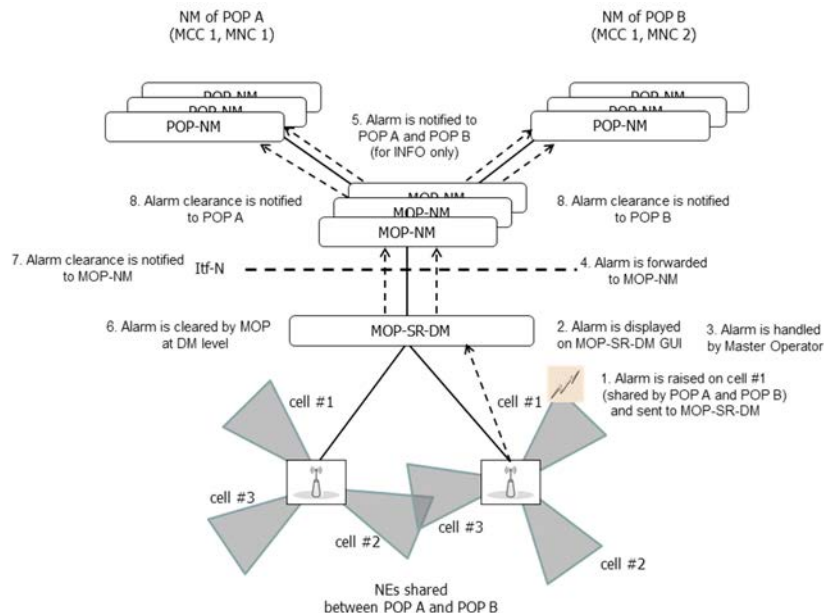 NM of POP A
(MCC 1, MNC 1)
NM of POP B
(MCC 1, MNC 2)
POP-NM
POP-NM
POP-NM
POP-NM
POP-NM
POP-NM
5. Alarm is notified to
POP A and POP B
(for INFO only)
8. Alarm clearance is notified
to POP A
MOP-NM
MOP-NM
MOP-NM
8. Alarm clearance is notified
to POP B
7. Alarm clearance is notified
to MOP-NM
Itf-N
4. Alarm is forwarded
to MOP-NM
6. Alarm is cleared by MOP
at DM level
MOP-SR-DM
2. Alarm is displayed
on MOP-SR-DM GUI
3. Alarm is handled
by Master Operator
1. Alarm is raised on cell #1
(shared by POP A and POP B)
and sent to MOP-SR-DM
cell #1
cell #1
cell #3
cell #2
cell #3
cell #2
NEs shared
between POP A and POP B